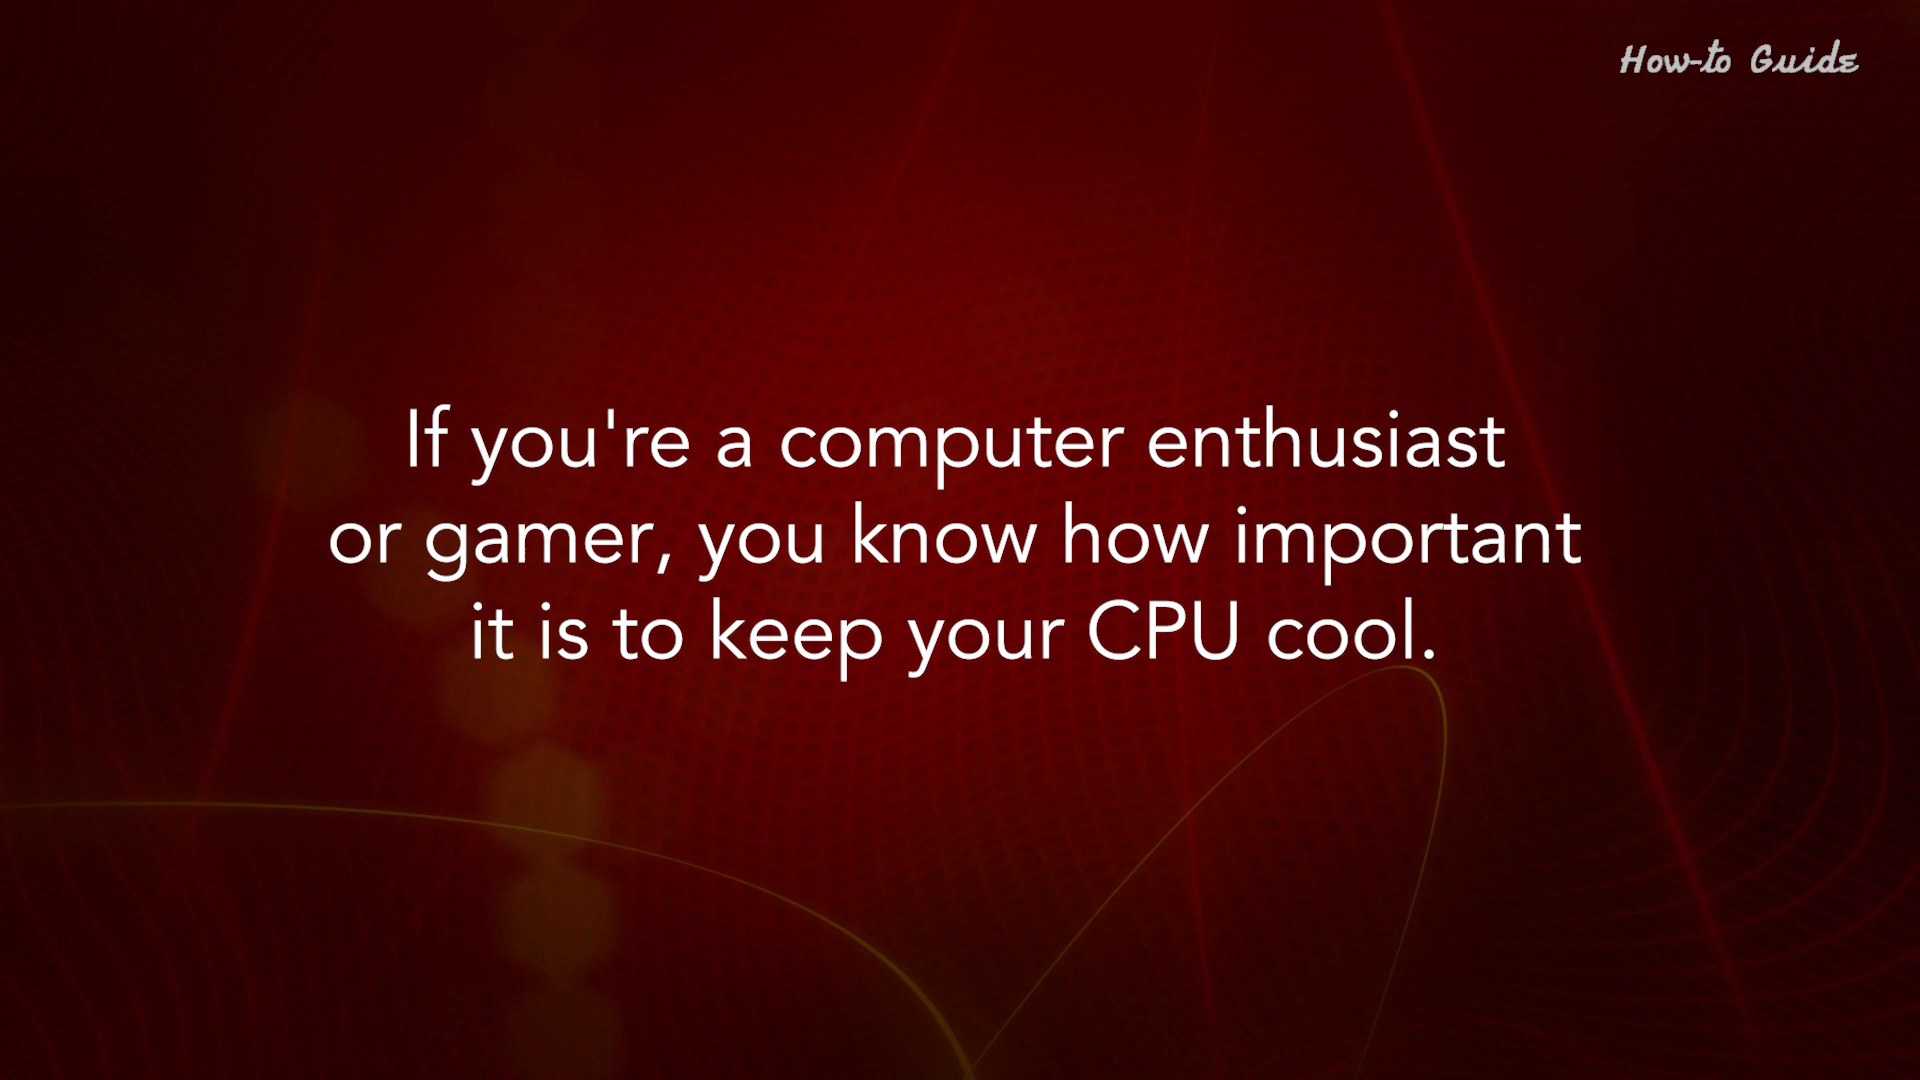 How-to Guide
If you're a computer enthusiast
or gamer, you know how important
it is to keep your CPU cool.